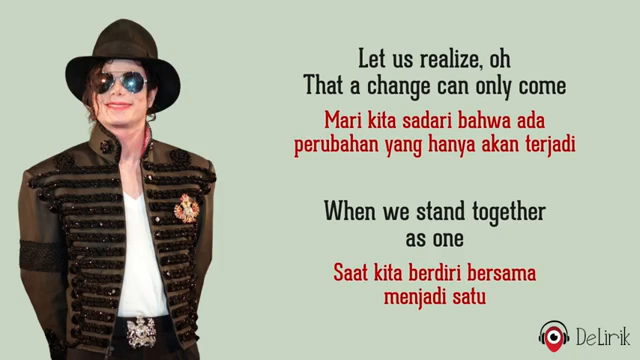 Let us realize, oh
That a change can only come
Mari kita sadari bahwa ada
perubahan yang hanya akan terjadi
When we stand together
as one
Saat kita berdiri bersama
menjadi satu
DeLirik